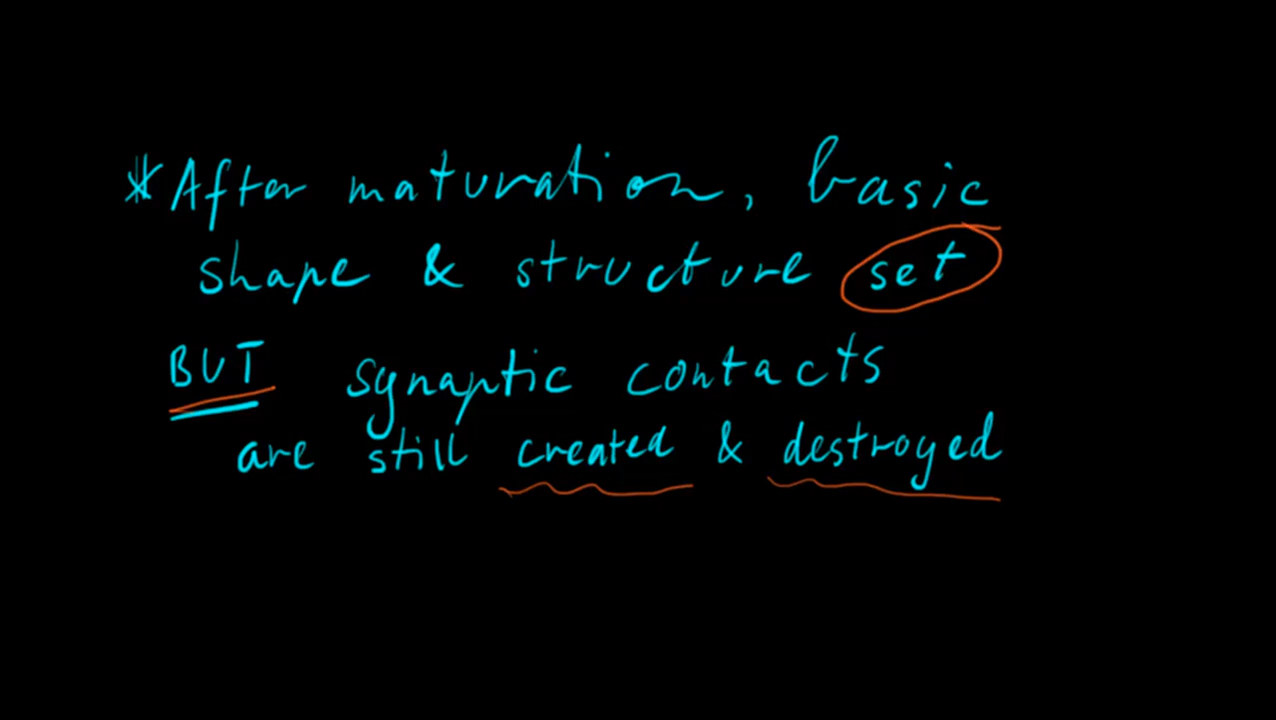 *After maturation, basic
shape & structure set
BUT synaptic contacts
are still created & destroyed